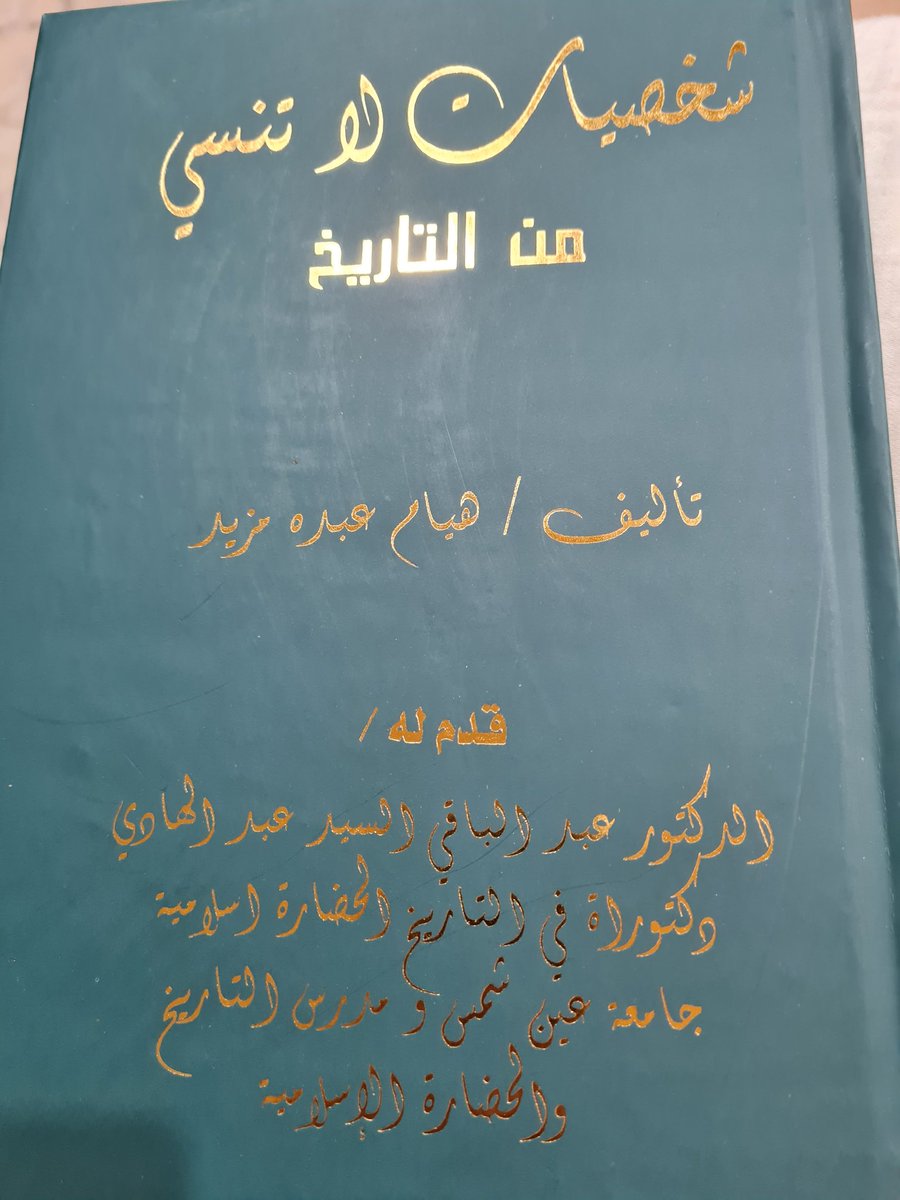 شخصيات لا تنسي
من التاريخ
تأليف / هيام عبده مزيد
قدم له /
الدكتور عبد الباقي السيد عبد الهادي
دكتوراة في التاريخ الحضارة اسلامية
جامعة عين شمس و مدرس التاريخ
والحضارة الإسلامية